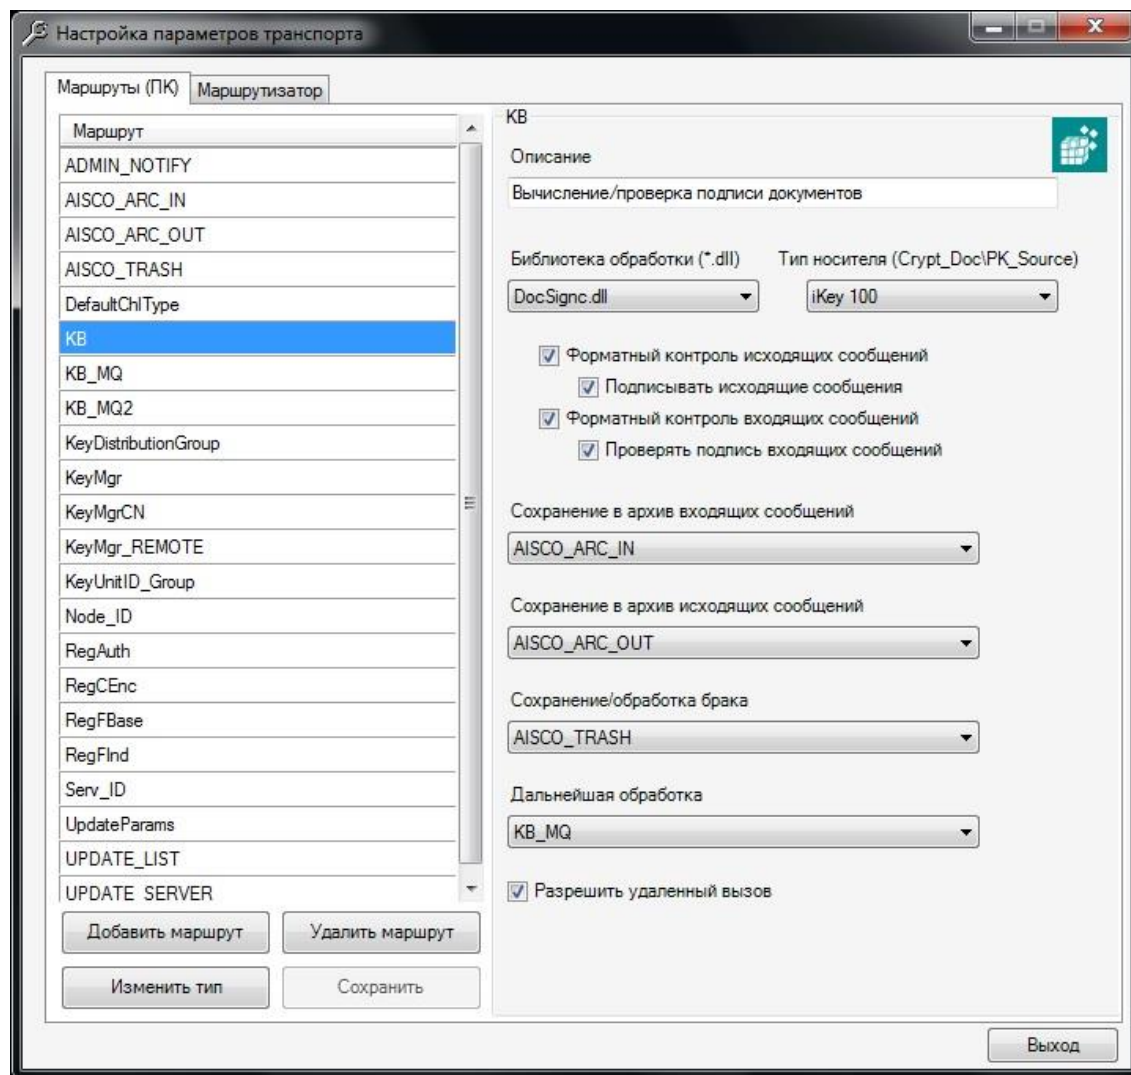 Настройка параметров транспорта
Маршруты (ПК) Маршрутизатор
Маршрут
ADMIN_NOTIFY
AISCO_ARC_IN
AISCO_ARC_OUT
AISCO_TRASH
DefaultChlType
KB
KB_MQ
KB_MQ2
KeyDistributionGroup
KeyMgr
KeyMgrCN
KeyMgr_REMOTE
KeyUnitID_Group
Node_ID
RegAuth
RegCEnc
RegFBase
RegFInd
Serv_ID
UpdateParams
UPDATE_LIST
UPDATE_SERVER
Добавить маршрут Удалить маршрут
Изменить тип Сохранить
KB
Описание
Вычисление/проверка подписи документов
Библиотека обработки (*.dll) Тип носителя (Crypt_Doc\PK_Source)
DocSignc.dll iKey 100
Форматный контроль исходящих сообщений
Подписывать исходящие сообщения
Форматный контроль входящих сообщений
Проверять подпись входящих сообщений
Сохранение в архив входящих сообщений
AISCO_ARC_IN
Сохранение в архив исходящих сообщений
AISCO_ARC_OUT
Сохранение/обработка брака
AISCO_TRASH
Дальнейшая обработка
KB_MQ
Разрешить удаленный вызов
Выход